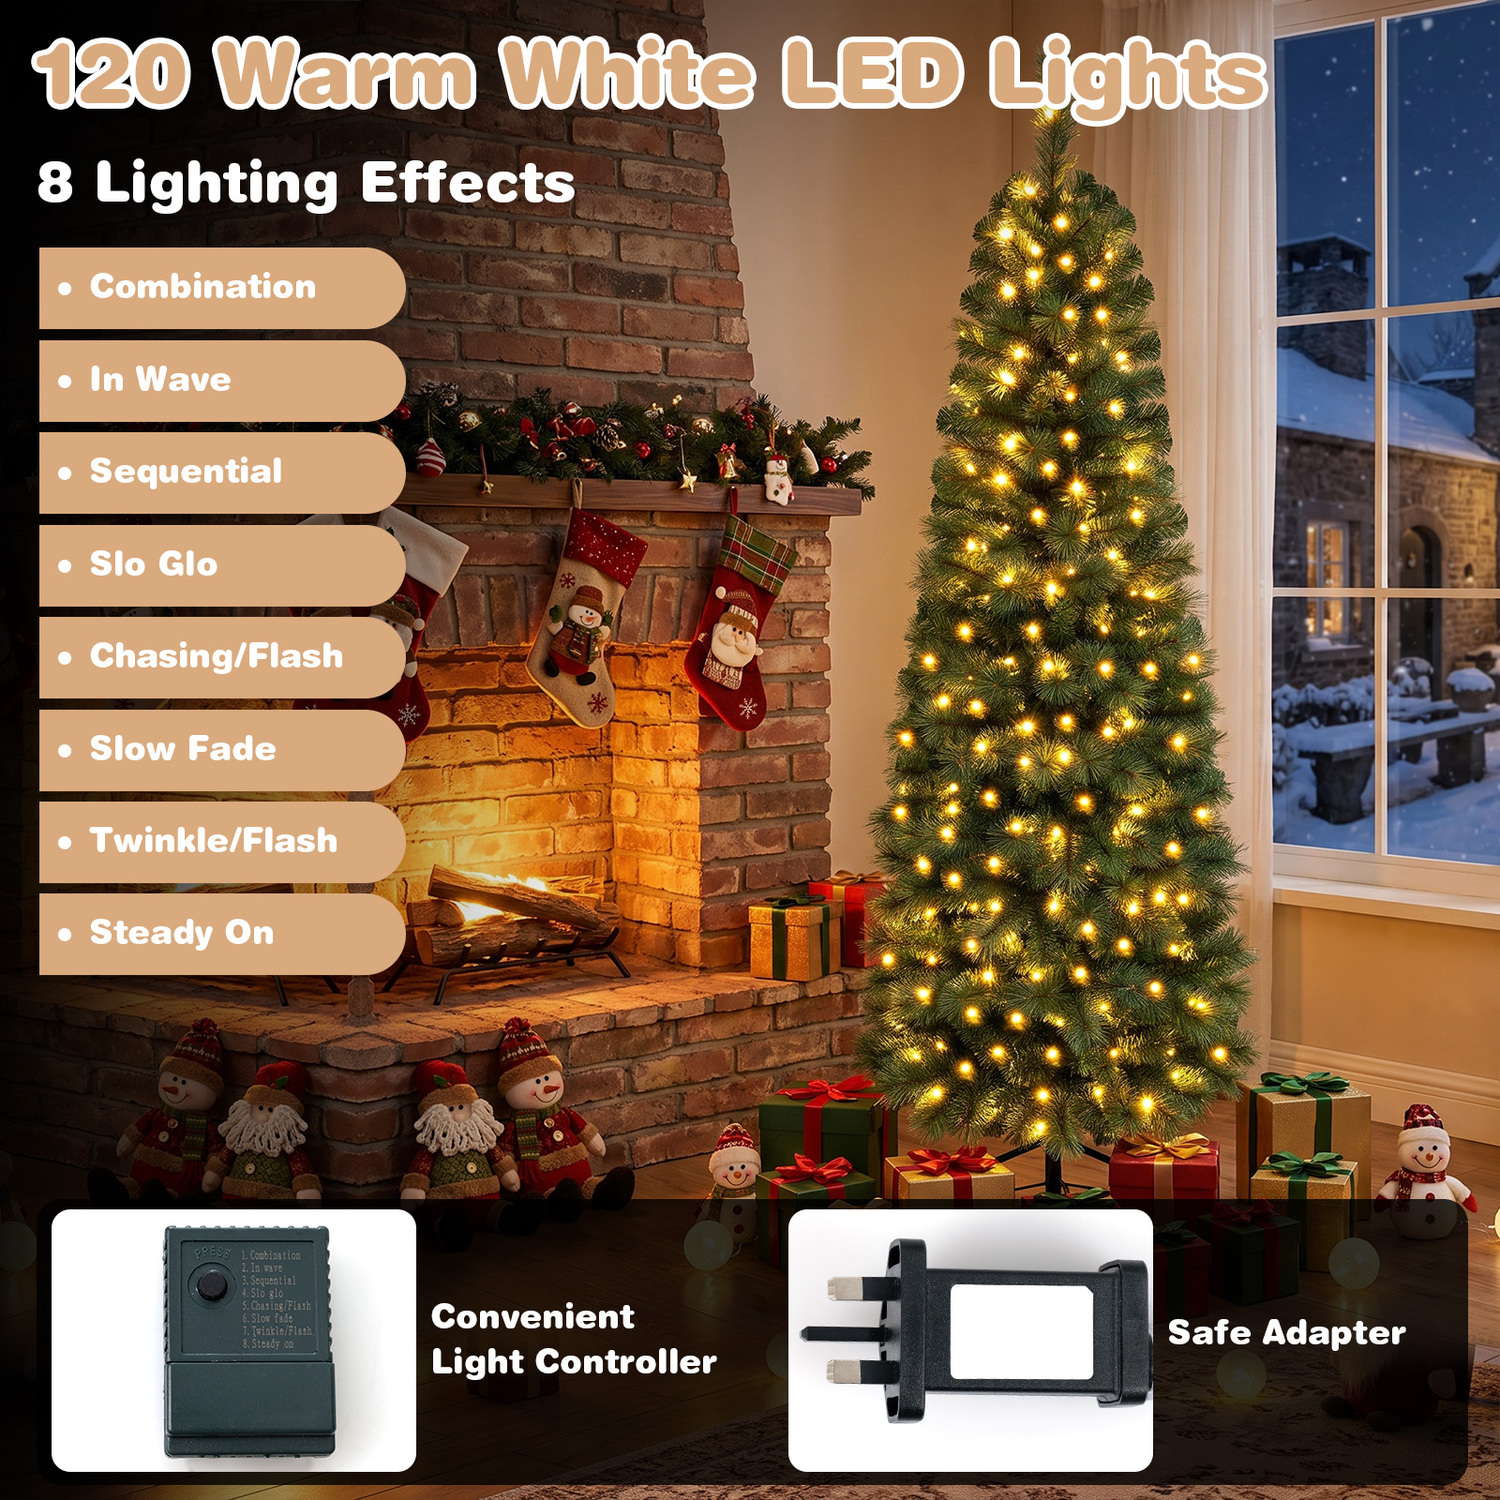 120 Warm White LED Lights
8 Lighting Effects
• Combination
• In Wave
• Sequential
• Slo Glo
• Chasing/Flash
• Slow Fade
• Twinkle/Flash
• Steady On
PRESS
1. Combination
2. In wave
3. Sequential
4. Slo glo
5. Chasing/Flash
6. Slow fade
7. Twinkle/Flash
8. Steady on
Convenient
Light Controller
Safe Adapter